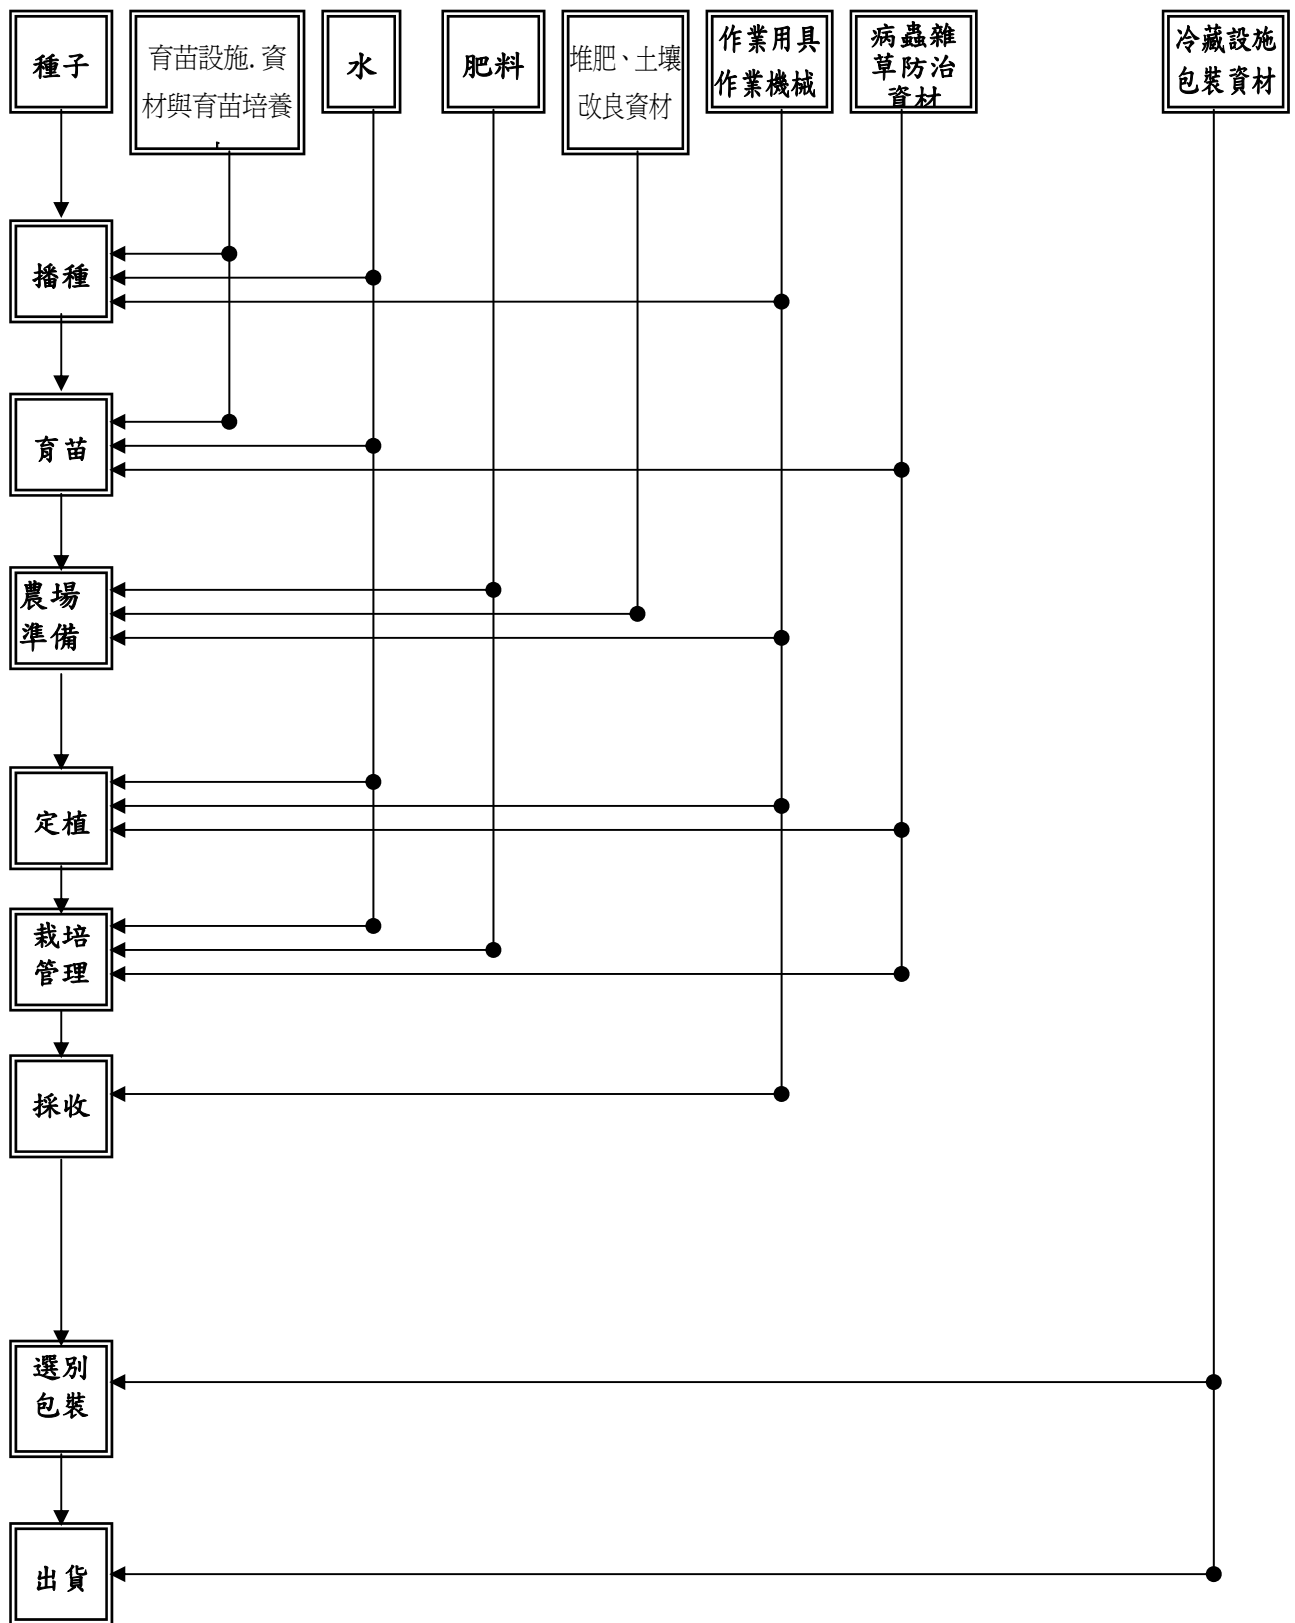 種子
育苗設施. 資
材與育苗培養
水
肥料
堆肥、土壤
改良資材
作業用具
作業機械
病蟲雜
草防治
資材
冷藏設施
包裝資材
播種
育苗
農場
準備
定植
栽培
管理
採收
選別
包裝
出貨